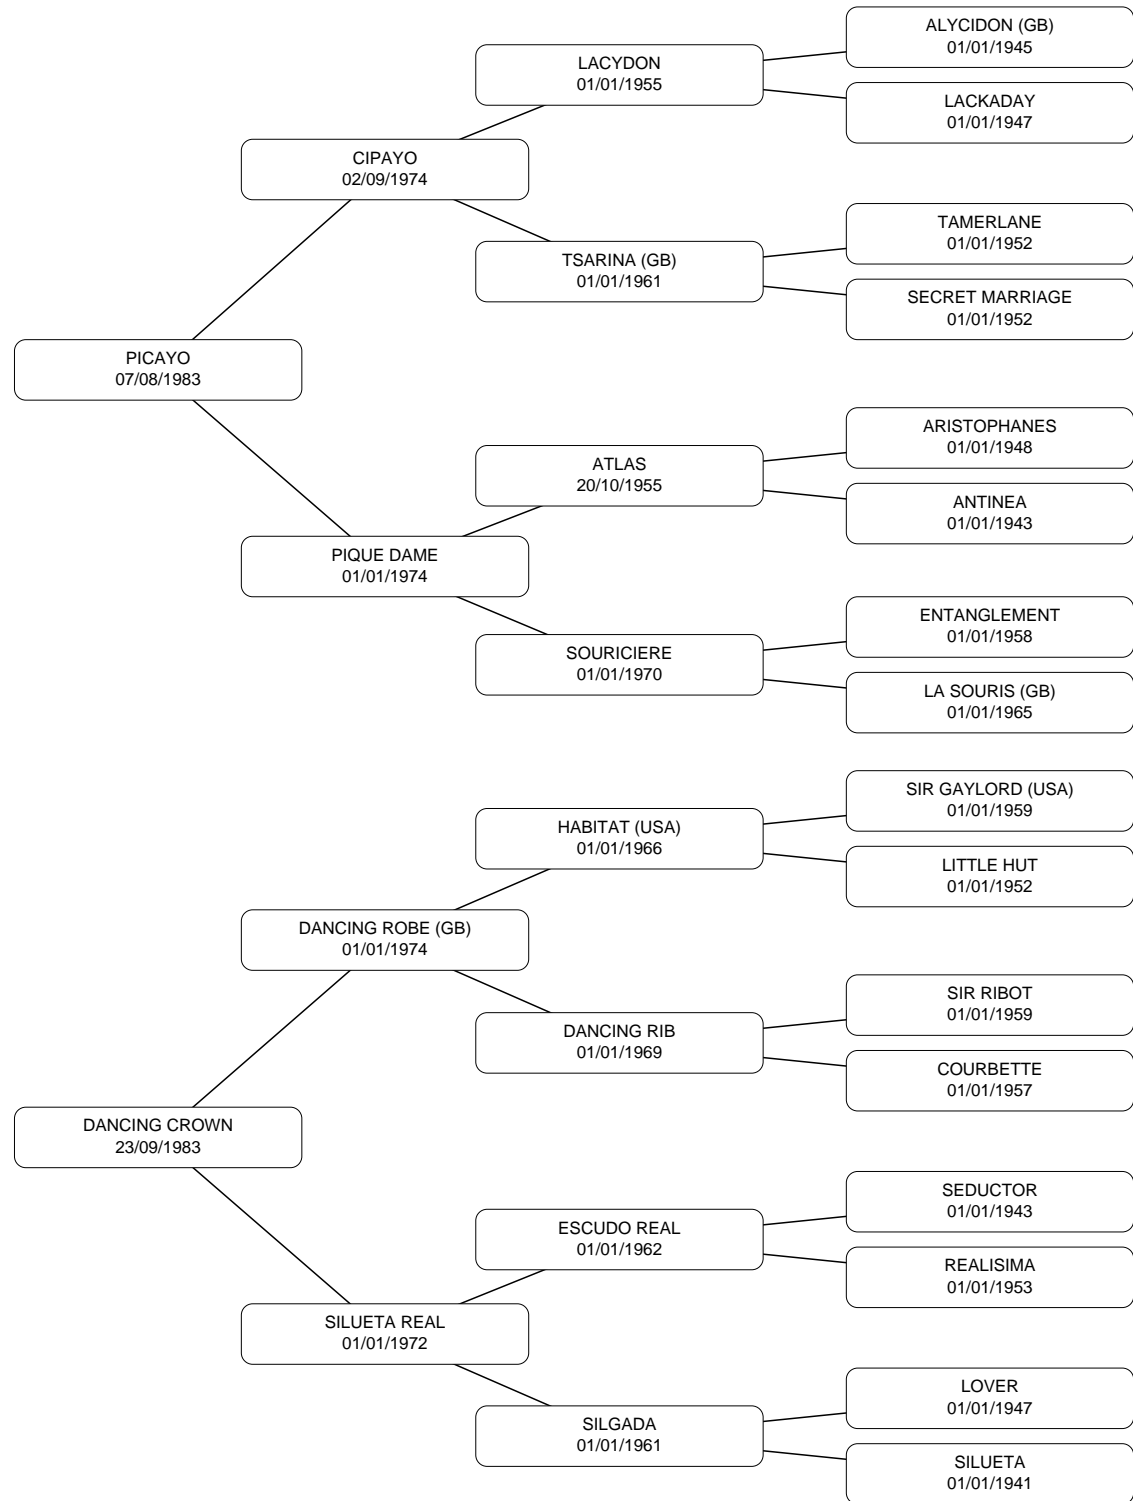 ALYCIDON (GB)
01/01/1945
LACYDON
01/01/1955
LACKADAY
01/01/1947
CIPAYO
02/09/1974
TAMERLANE
01/01/1952
TSARINA (GB)
01/01/1961
SECRET MARRIAGE
01/01/1952
PICAYO
07/08/1983
ARISTOPHANES
01/01/1948
ATLAS
20/10/1955
ANTINEA
01/01/1943
PIQUE DAME
01/01/1974
ENTANGLEMENT
01/01/1958
SOURICIERE
01/01/1970
LA SOURIS (GB)
01/01/1965
SIR GAYLORD (USA)
01/01/1959
HABITAT (USA)
01/01/1966
LITTLE HUT
01/01/1952
DANCING ROBE (GB)
01/01/1974
SIR RIBOT
01/01/1959
DANCING RIB
01/01/1969
COURBETTE
01/01/1957
DANCING CROWN
23/09/1983
SEDUCTOR
01/01/1943
ESCUDO REAL
01/01/1962
REALISIMA
01/01/1953
SILUETA REAL
01/01/1972
LOVER
01/01/1947
SILGADA
01/01/1961
SILUETA
01/01/1941